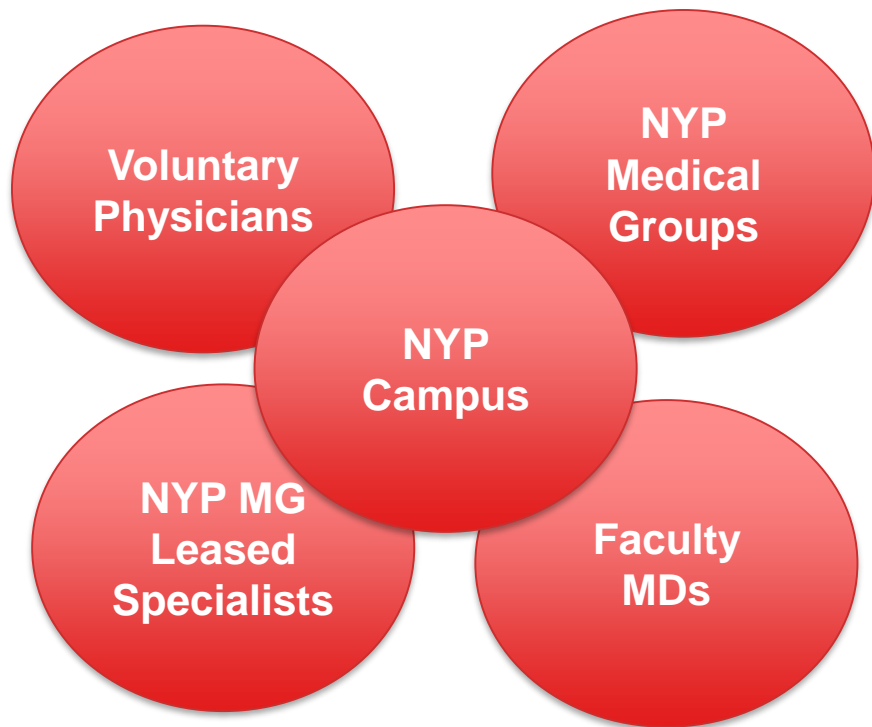 Voluntary
Physicians
NYP
Medical
Groups
NYP
Campus
NYP MG
Leased
Specialists
Faculty
MDs